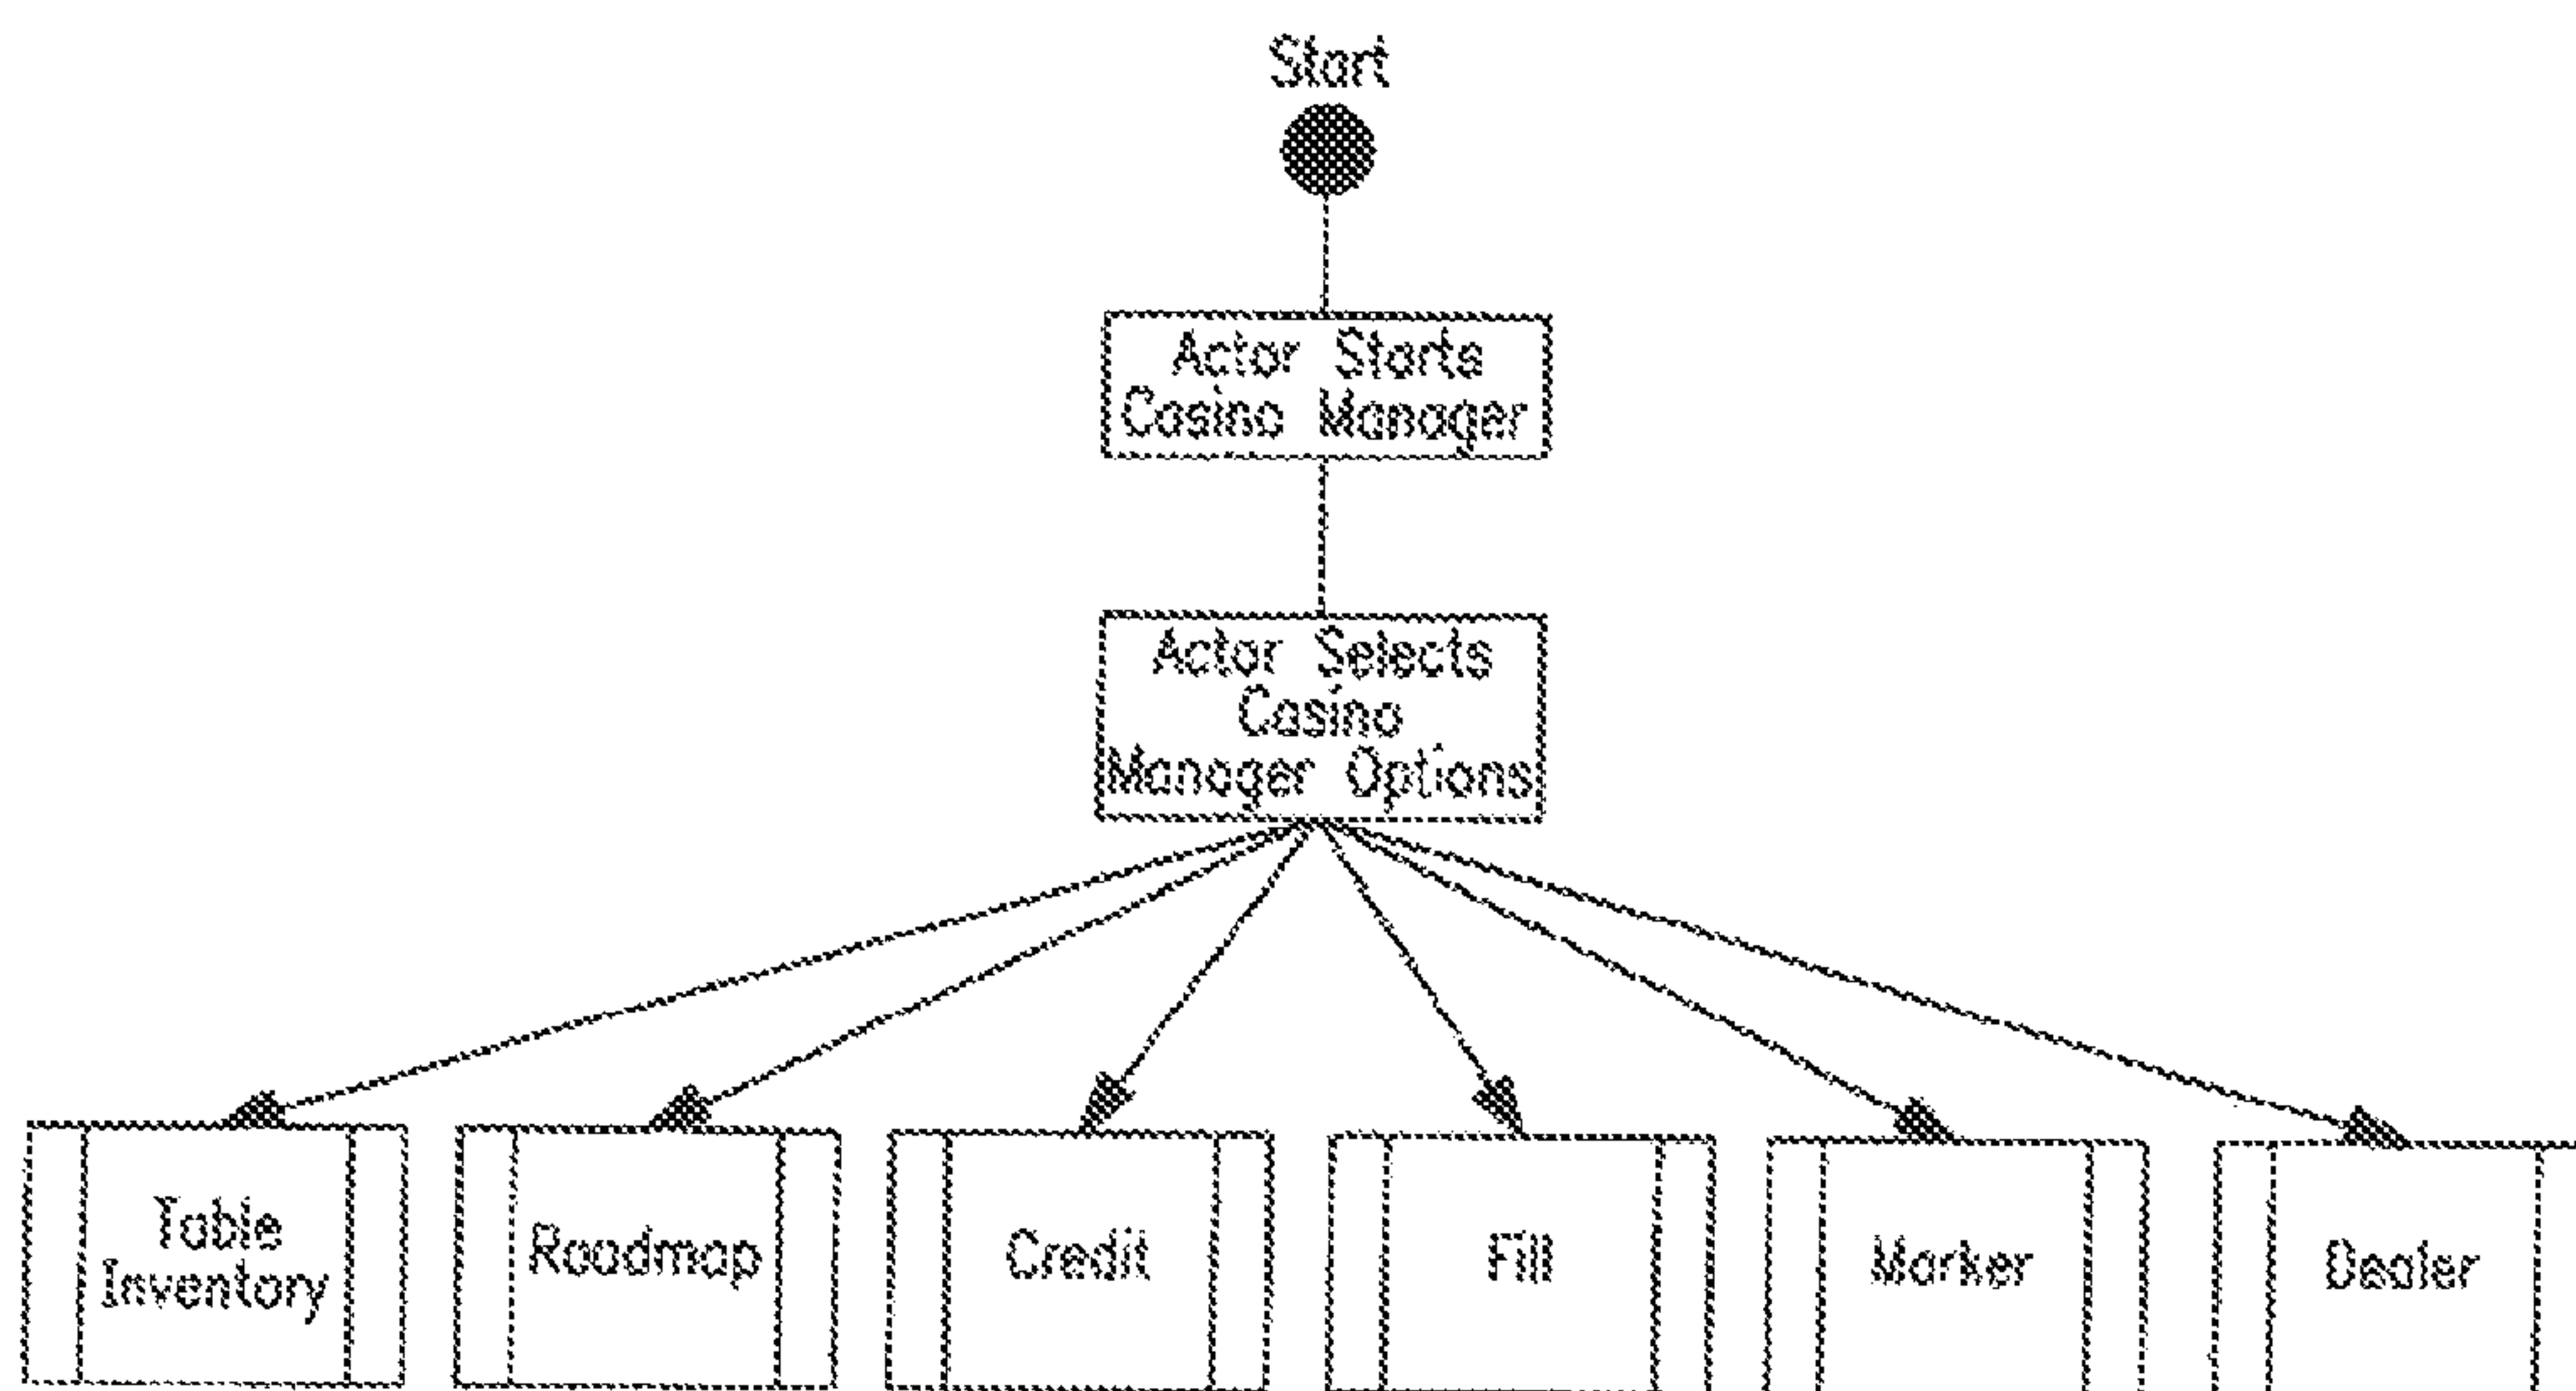 Start
Actor Starts
Casino Manager
Actor Selects
Casino
Manager Options
Table
Inventory
Roadmap
Credit
Fill
Marker
Dealer